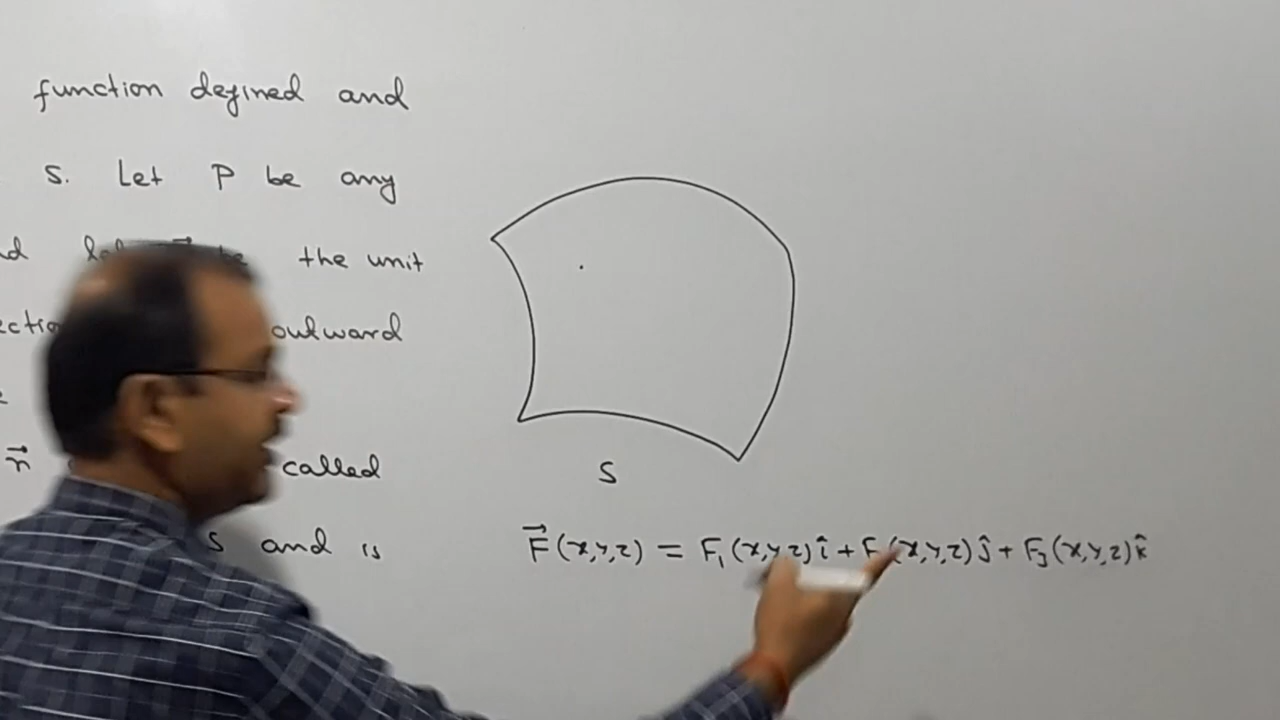 function defined and
S. Let P be any
the unit
outward
n⃗ called
S and is
S
F⃗(x,y,z) = F₁(x,y,z)î + F (x,y,z)ĵ + F₃(x,y,z)k̂